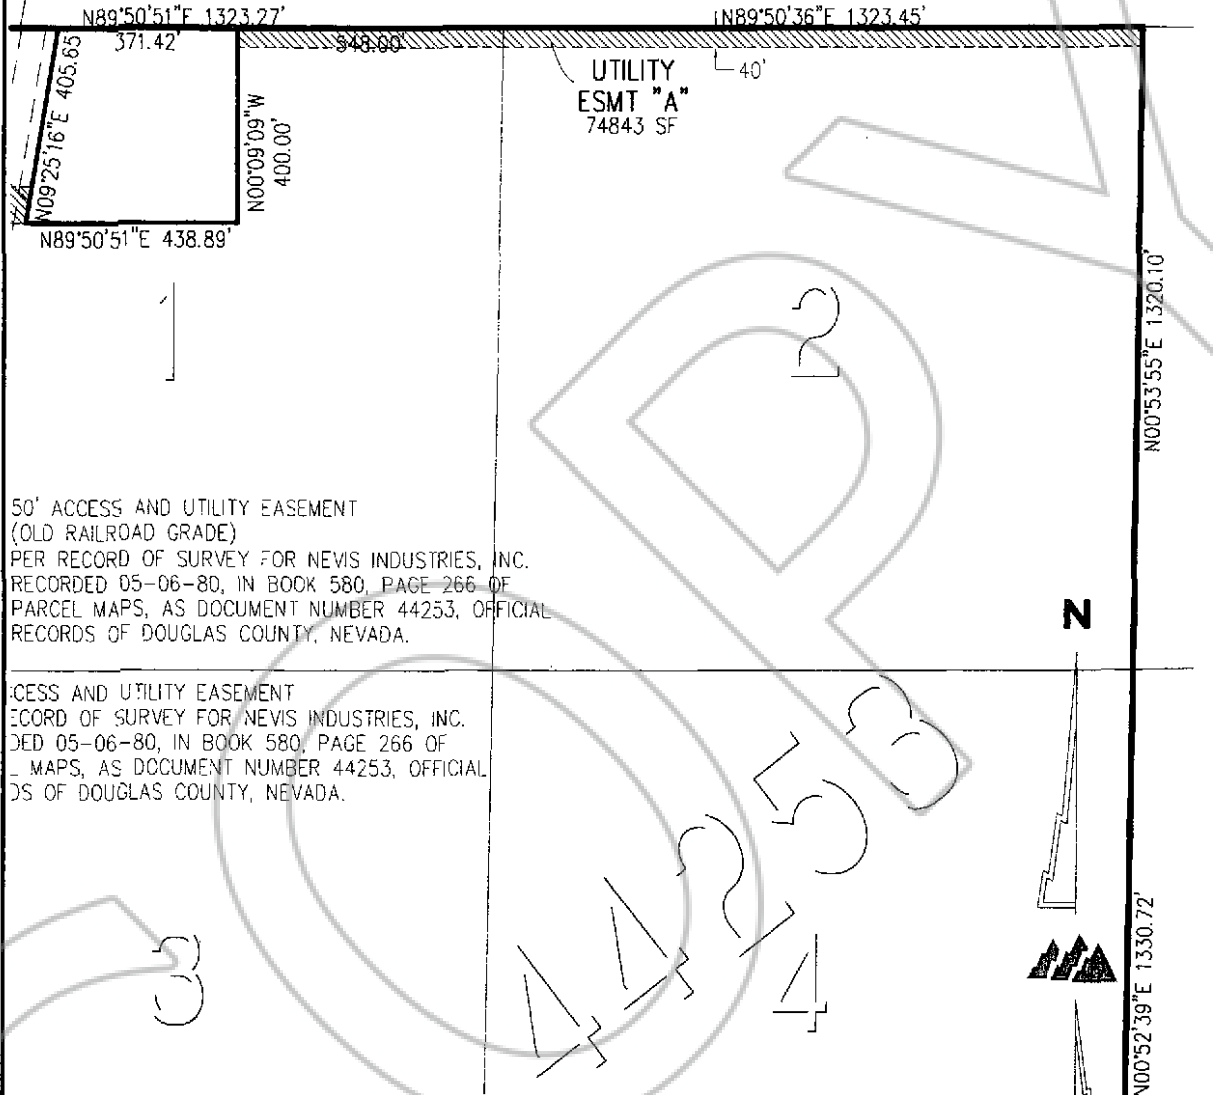 N89°50'51"E 1323.27'
N89°50'36"E 1323.45'
371.42'
548.00'
40'
UTILITY
ESMT "A"
74843 SF
N09°25'16"E 405.65
N00°09'09"W
400.00'
N89°50'51"E 438.89'
1
2
N00°53'55"E 1320.10'
50' ACCESS AND UTILITY EASEMENT
(OLD RAILROAD GRADE)
PER RECORD OF SURVEY FOR NEVIS INDUSTRIES, INC.
RECORDED 05-06-80, IN BOOK 580, PAGE 266 OF
PARCEL MAPS, AS DOCUMENT NUMBER 44253, OFFICIAL
RECORDS OF DOUGLAS COUNTY, NEVADA.
N
CESS AND UTILITY EASEMENT
ECORD OF SURVEY FOR NEVIS INDUSTRIES, INC.
DED 05-06-80, IN BOOK 580, PAGE 266 OF
L MAPS, AS DOCUMENT NUMBER 44253, OFFICIAL
DS OF DOUGLAS COUNTY, NEVADA.
44253
3
4
N00°52'39"E 1330.72'
COPY